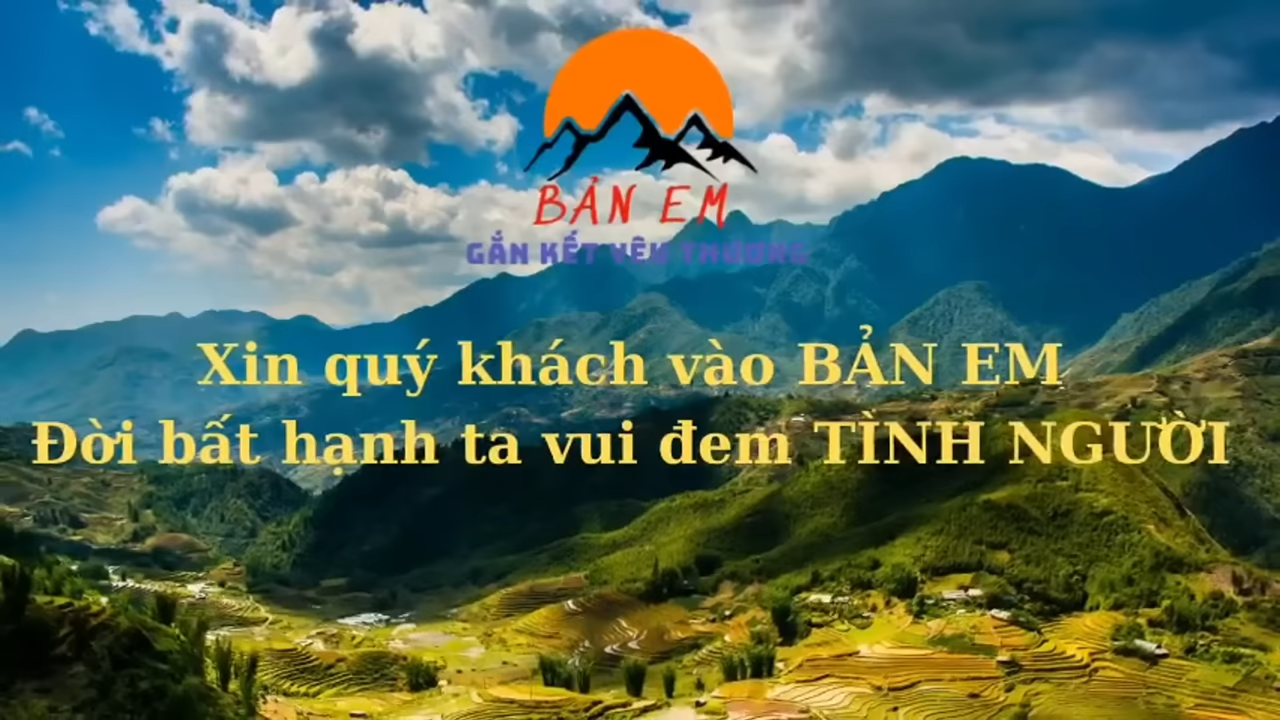 BẢN EM
GẮN KẾT YÊU THƯƠNG
Xin quý khách vào BẢN EM
Đời bất hạnh ta vui đem TÌNH NGƯỜI